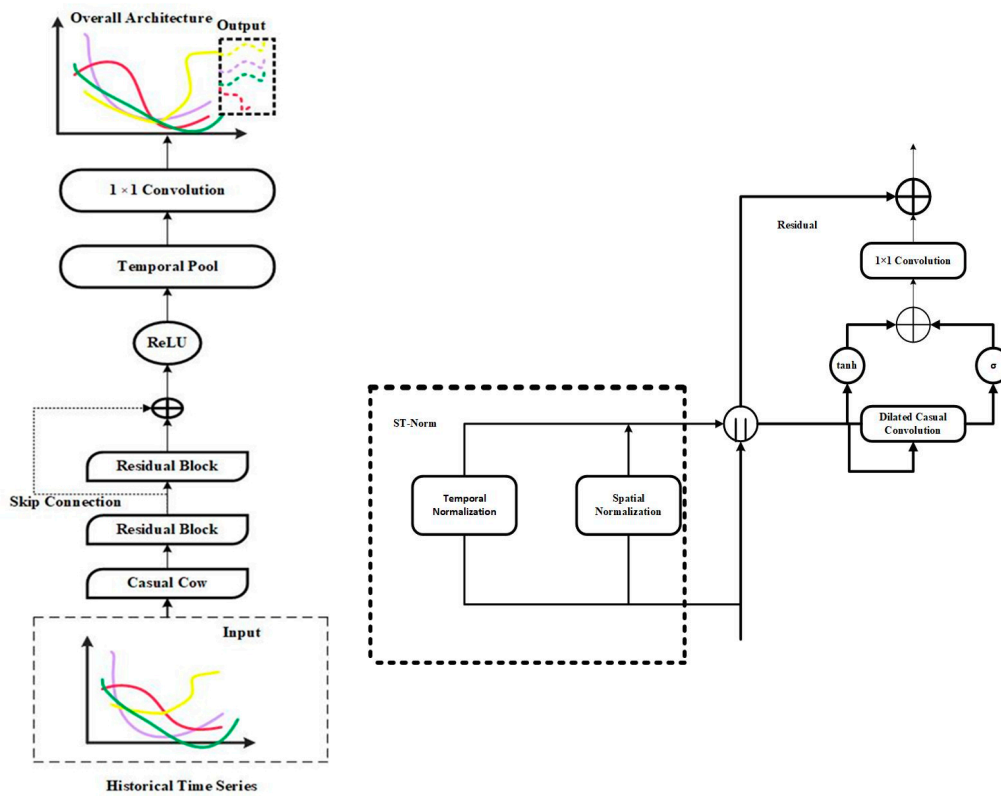 Overall Architecture
Output
1 × 1 Convolution
Temporal Pool
ReLU
Residual Block
Skip Connection
Residual Block
Casual Cow
Input
Historical Time Series
Residual
1×1 Convolution
tanh
σ
Dilated Casual
Convolution
ST-Norm
||
Temporal
Normalization
Spatial
Normalization